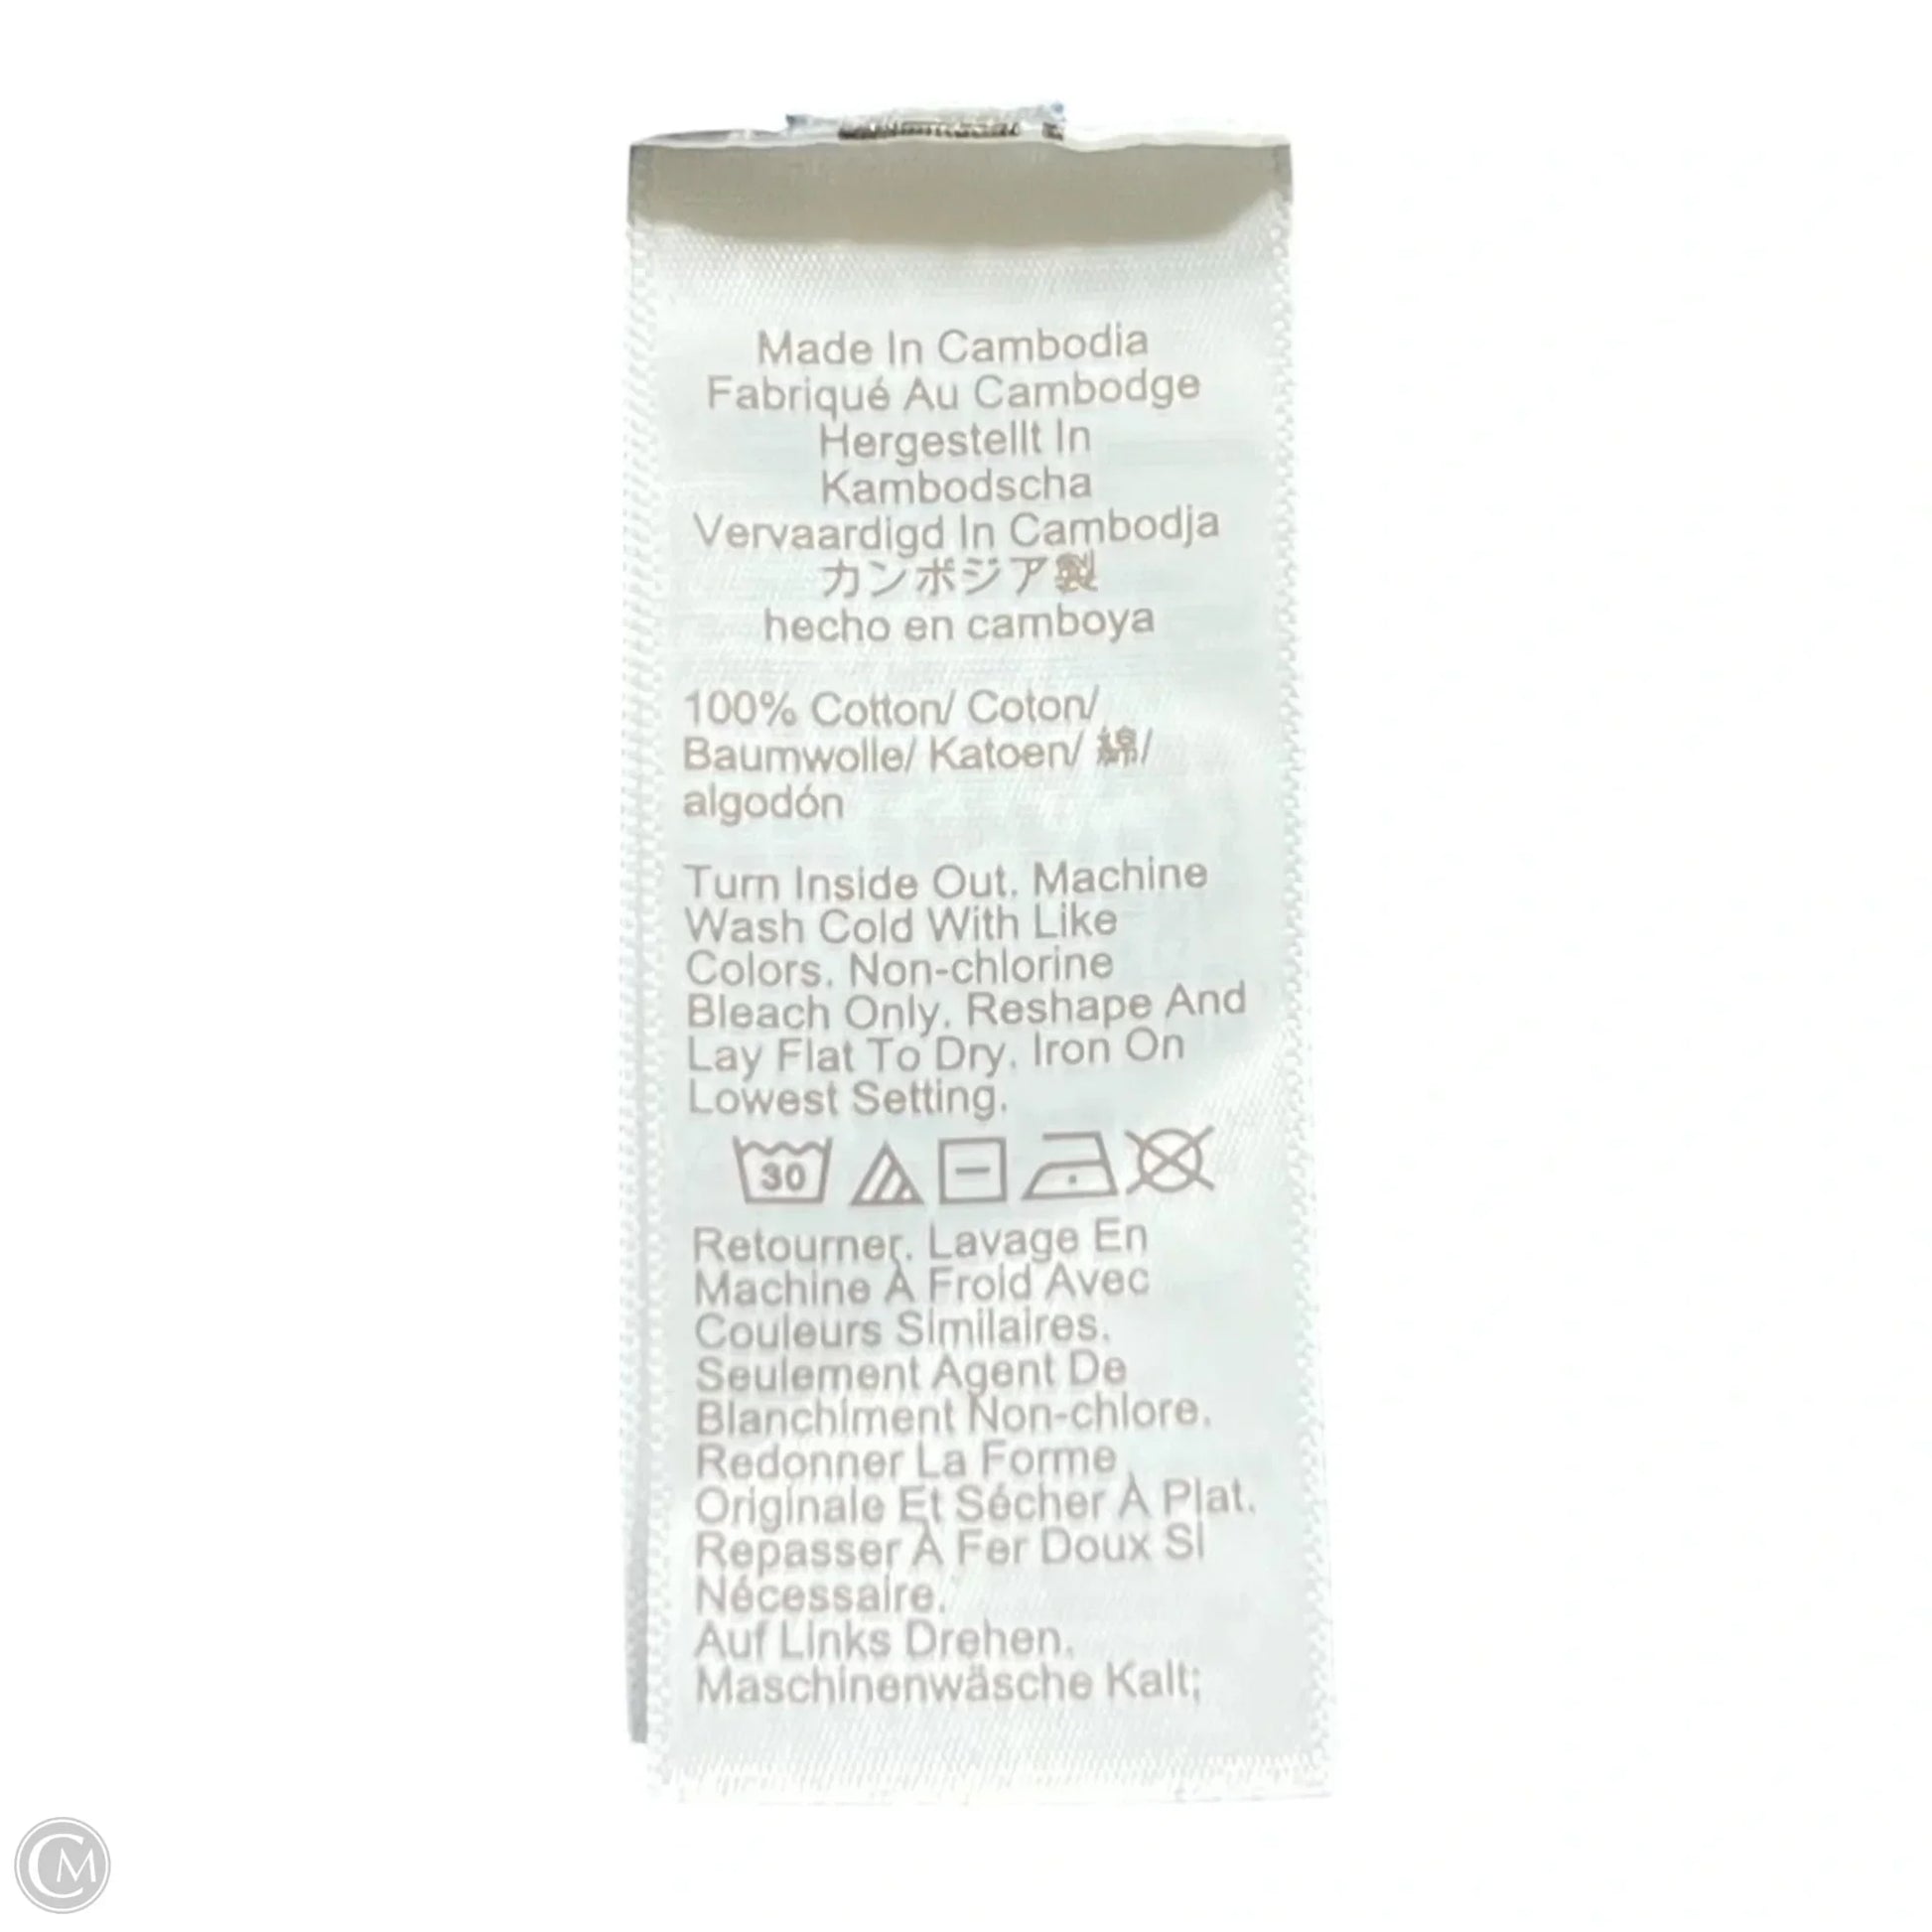 Made In Cambodia
Fabriqué Au Cambodge
Hergestellt In
Kambodscha
Vervaardigd In Cambodja
カンボジア製
hecho en camboya
100% Cotton/ Coton/
Baumwolle/ Katoen/ 綿/
algodón
Turn Inside Out. Machine
Wash Cold With Like
Colors. Non-chlorine
Bleach Only. Reshape And
Lay Flat To Dry. Iron On
Lowest Setting.
30
Retourner. Lavage En
Machine À Froid Avec
Couleurs Similaires.
Seulement Agent De
Blanchiment Non-chlore.
Redonner La Forme
Originale Et Sécher À Plat.
Repasser À Fer Doux Si
Nécessaire.
Auf Links Drehen.
Maschinenwäsche Kalt;
CM